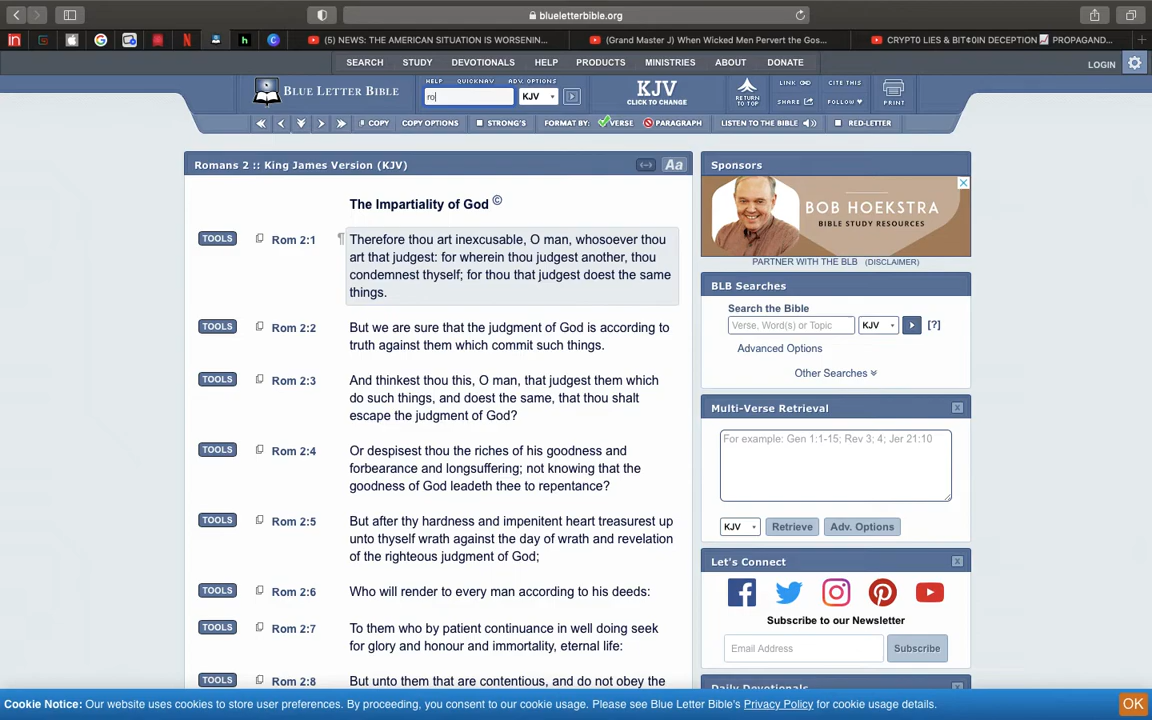 blueletterbible.org
(5) NEWS: THE AMERICAN SITUATION IS WORSENIN...
(Grand Master J) When Wicked Men Pervert the Gos...
CRYPT0 LIES & BIT¢0IN DECEPTION 📈 PROPAGAND...
SEARCH STUDY DEVOTIONALS HELP PRODUCTS MINISTRIES ABOUT DONATE LOGIN
BLUE LETTER BIBLE
HELP QUICKNAV ADV. OPTIONS
ro KJV
KJV
CLICK TO CHANGE
RETURN TO TOP
LINK CITE THIS
SHARE FOLLOW
PRINT
COPY COPY OPTIONS STRONG'S FORMAT BY: VERSE PARAGRAPH LISTEN TO THE BIBLE RED-LETTER
Romans 2 :: King James Version (KJV) Aa
The Impartiality of God ©
TOOLS Rom 2:1 ¶ Therefore thou art inexcusable, O man, whosoever thou
art that judgest: for wherein thou judgest another, thou
condemnest thyself; for thou that judgest doest the same
things.
TOOLS Rom 2:2 But we are sure that the judgment of God is according to
truth against them which commit such things.
TOOLS Rom 2:3 And thinkest thou this, O man, that judgest them which
do such things, and doest the same, that thou shalt
escape the judgment of God?
TOOLS Rom 2:4 Or despisest thou the riches of his goodness and
forbearance and longsuffering; not knowing that the
goodness of God leadeth thee to repentance?
TOOLS Rom 2:5 But after thy hardness and impenitent heart treasurest up
unto thyself wrath against the day of wrath and revelation
of the righteous judgment of God;
TOOLS Rom 2:6 Who will render to every man according to his deeds:
TOOLS Rom 2:7 To them who by patient continuance in well doing seek
for glory and honour and immortality, eternal life:
TOOLS Rom 2:8 But unto them that are contentious, and do not obey the
Sponsors
BOB HOEKSTRA
BIBLE STUDY RESOURCES
PARTNER WITH THE BLB (DISCLAIMER)
BLB Searches
Search the Bible
Verse, Word(s) or Topic KJV [?]
Advanced Options
Other Searches
Multi-Verse Retrieval
For example: Gen 1:1-15; Rev 3; 4; Jer 21:10
KJV Retrieve Adv. Options
Let's Connect
Subscribe to our Newsletter
Email Address Subscribe
Daily Devotionals
Cookie Notice: Our website uses cookies to store user preferences. By proceeding, you consent to our cookie usage. Please see Blue Letter Bible's Privacy Policy for cookie usage details. OK